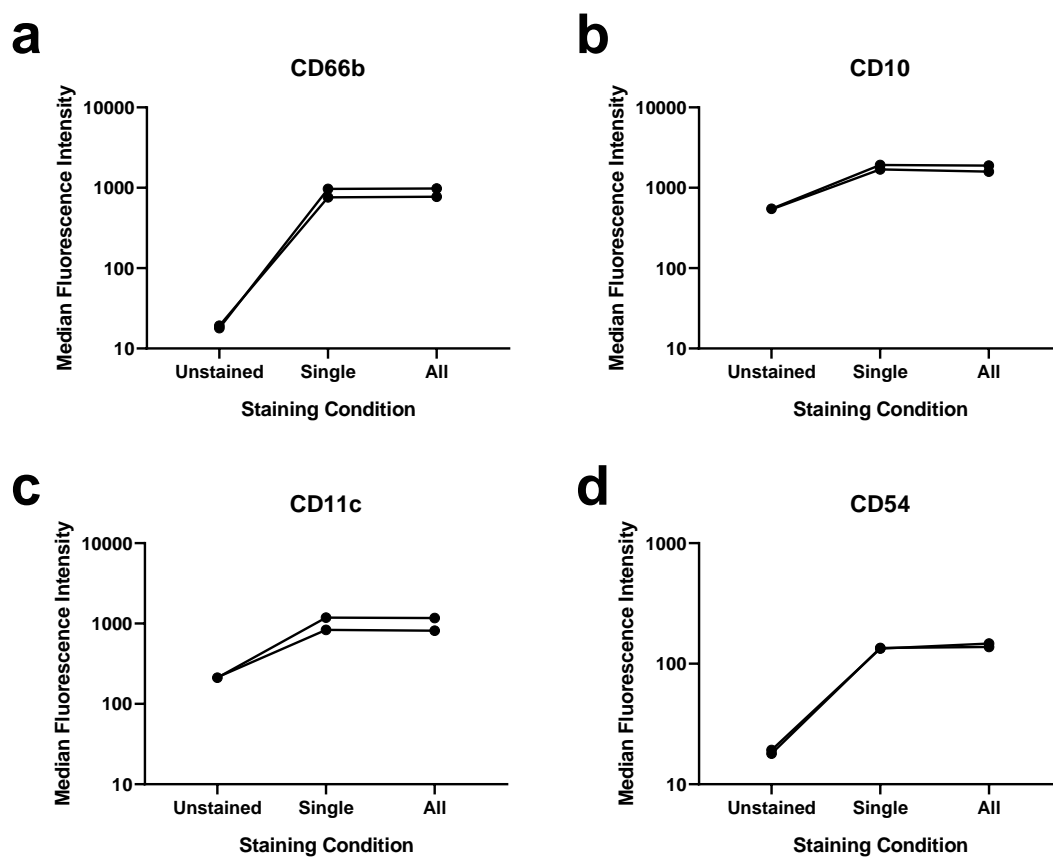 a
CD66b
Median Fluorescence Intensity
10000
1000
100
10
Unstained Single All
Staining Condition
b
CD10
Median Fluorescence Intensity
10000
1000
100
10
Unstained Single All
Staining Condition
c
CD11c
Median Fluorescence Intensity
10000
1000
100
10
Unstained Single All
Staining Condition
d
CD54
Median Fluorescence Intensity
1000
100
10
Unstained Single All
Staining Condition